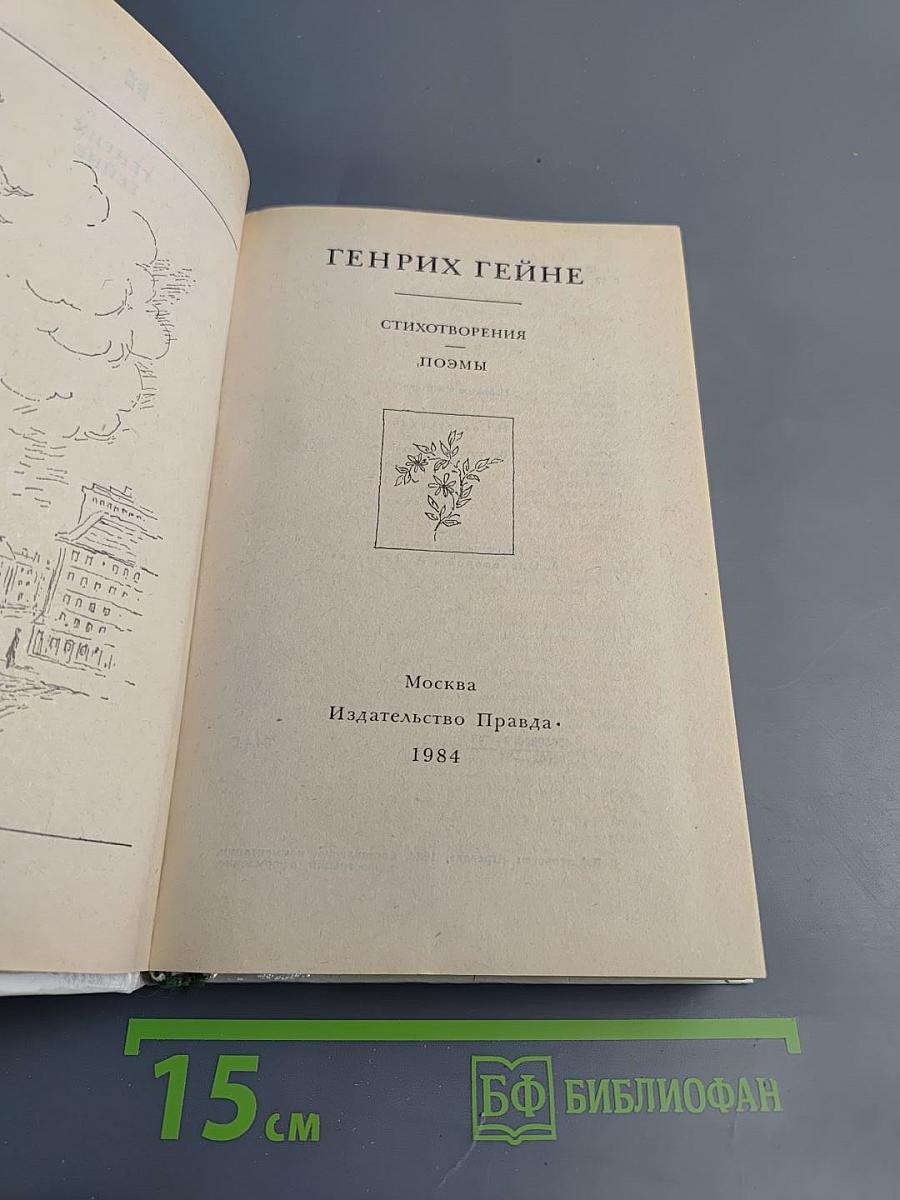 ГЕНРИХ ГЕЙНЕ
СТИХОТВОРЕНИЯ
ПОЭМЫ
Москва
Издательство Правда·
1984
15 см
БФ БИБЛИОФАН